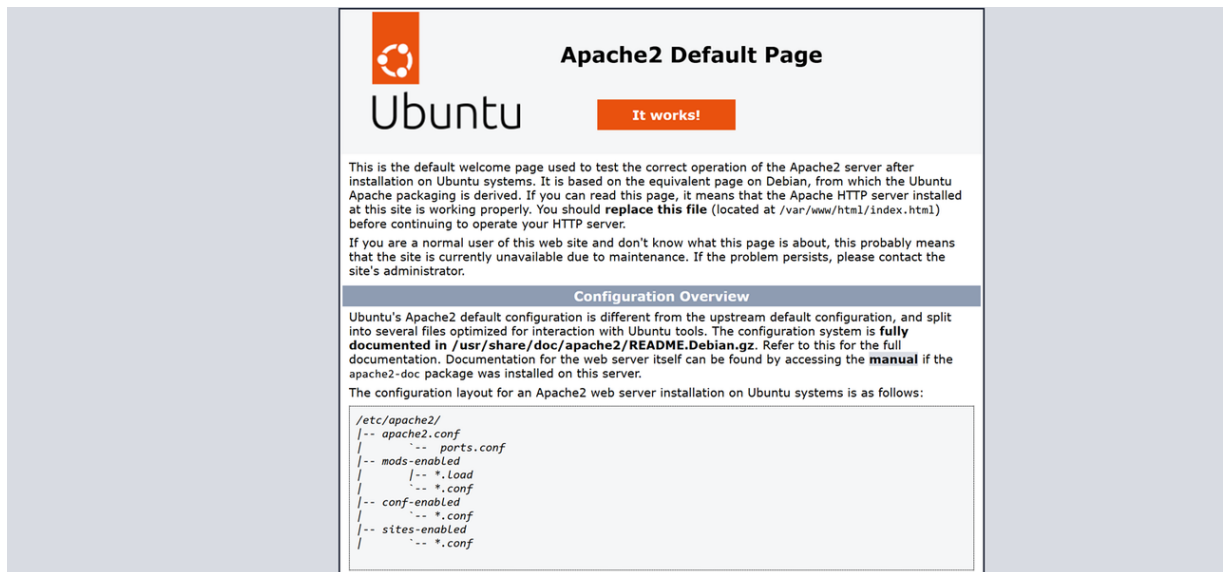 Apache2 Default Page
Ubuntu
It works!
This is the default welcome page used to test the correct operation of the Apache2 server after
installation on Ubuntu systems. It is based on the equivalent page on Debian, from which the Ubuntu
Apache packaging is derived. If you can read this page, it means that the Apache HTTP server installed
at this site is working properly. You should replace this file (located at /var/www/html/index.html)
before continuing to operate your HTTP server.
If you are a normal user of this web site and don't know what this page is about, this probably means
that the site is currently unavailable due to maintenance. If the problem persists, please contact the
site's administrator.
Configuration Overview
Ubuntu's Apache2 default configuration is different from the upstream default configuration, and split
into several files optimized for interaction with Ubuntu tools. The configuration system is fully
documented in /usr/share/doc/apache2/README.Debian.gz. Refer to this for the full
documentation. Documentation for the web server itself can be found by accessing the manual if the
apache2-doc package was installed on this server.
The configuration layout for an Apache2 web server installation on Ubuntu systems is as follows:
/etc/apache2/
|-- apache2.conf
|       `--  ports.conf
|-- mods-enabled
|       |-- *.load
|       `-- *.conf
|-- conf-enabled
|       `-- *.conf
|-- sites-enabled
|       `-- *.conf